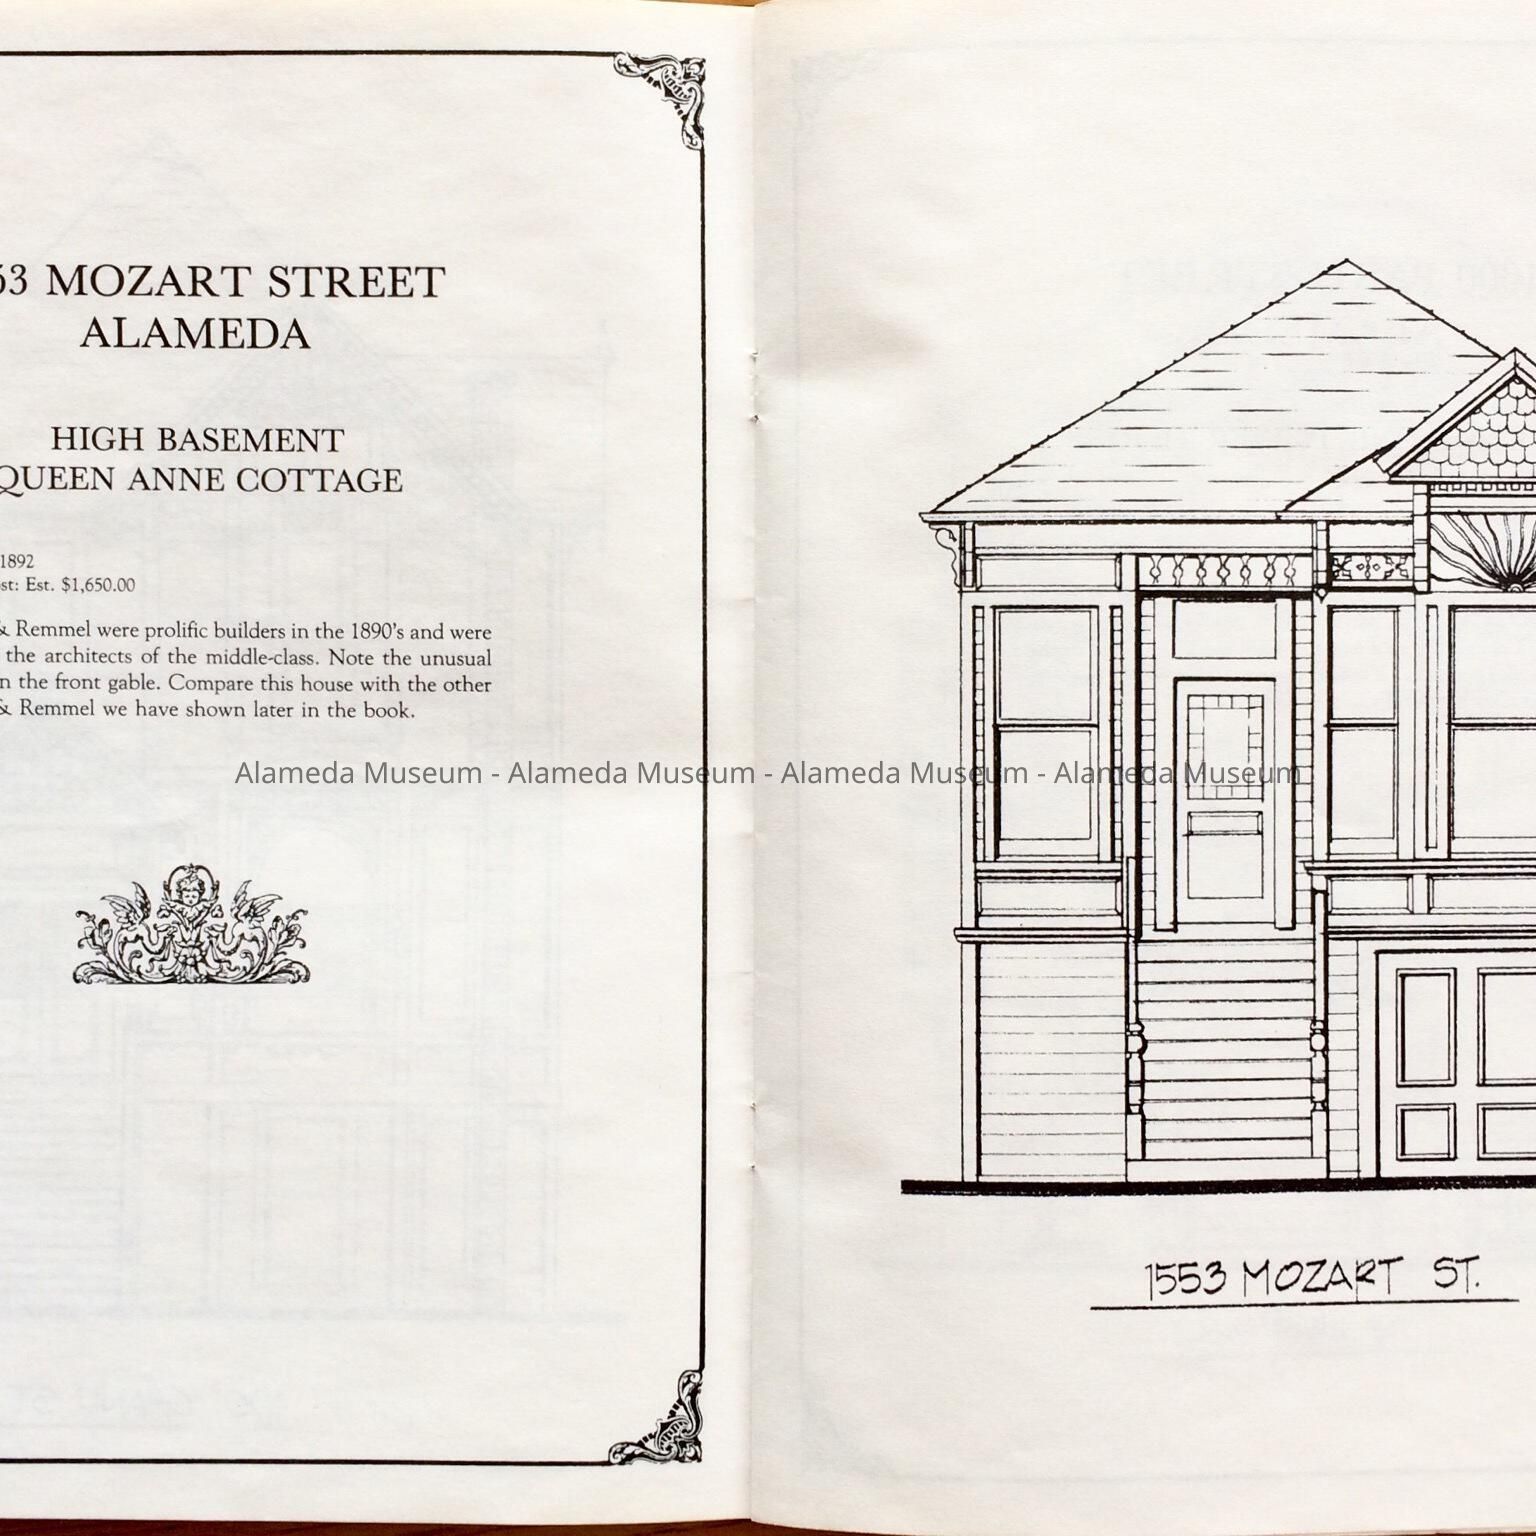 53 MOZART STREET
ALAMEDA
HIGH BASEMENT
QUEEN ANNE COTTAGE
1892
st: Est. $1,650.00
& Remmel were prolific builders in the 1890's and were
the architects of the middle-class. Note the unusual
n the front gable. Compare this house with the other
& Remmel we have shown later in the book.
Alameda Museum - Alameda Museum - Alameda Museum - Alameda Museum
1553 MOZART ST.